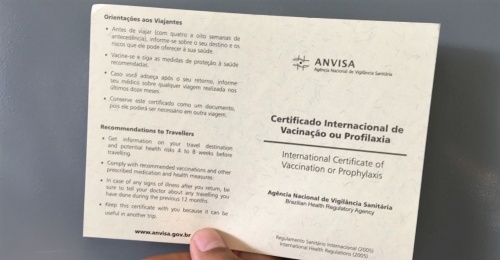 Orientações aos Viajantes
• Antes de viajar (com quatro a oito semanas de
antecedência), informe-se sobre o seu destino e os
riscos que ele pode oferecer à sua saúde.
• Vacine-se e siga as medidas de proteção à saúde
recomendadas.
• Caso você adoeça após o seu retorno, informe
seu médico sobre qualquer viagem realizada nos
últimos doze meses.
• Conserve este certificado como um documento,
pois ele poderá ser necessário em outra viagem.
Recommendations to Travellers
• Get information on your travel destination
and potential health risks 4 to 8 weeks before
travelling.
• Comply with recommended vaccinations and other
prescribed medication and health measures.
• In case of any signs of illness after you return, be
sure to tell your doctor about any travelling you
have done during the previous 12 months.
• Keep this certificate with you because it can be
useful in another trip.
www.anvisa.gov.br
ANVISA
Agência Nacional de Vigilância Sanitária
Certificado Internacional de
Vacinação ou Profilaxia
International Certificate of
Vaccination or Prophylaxis
Agência Nacional de Vigilância Sanitária
Brazilian Health Regulatory Agency
Regulamento Sanitário Internacional (2005)
International Health Regulations (2005)